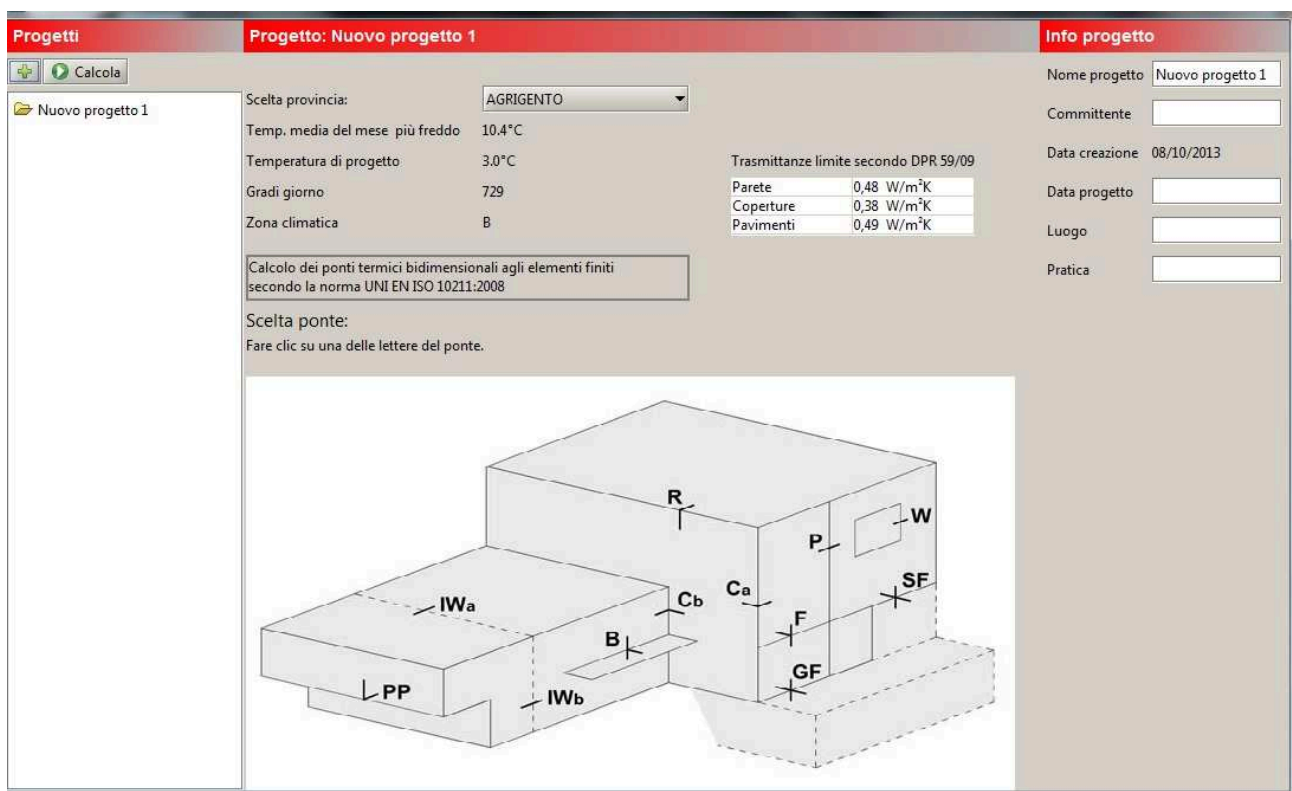 Progetti
Progetto: Nuovo progetto 1
Info progetto
Calcola
Nuovo progetto 1
Scelta provincia: AGRIGENTO
Temp. media del mese più freddo 10.4°C
Temperatura di progetto 3.0°C
Gradi giorno 729
Zona climatica B
Trasmittanze limite secondo DPR 59/09
Parete 0,48 W/m²K
Coperture 0,38 W/m²K
Pavimenti 0,49 W/m²K
Calcolo dei ponti termici bidimensionali agli elementi finiti
secondo la norma UNI EN ISO 10211:2008
Scelta ponte:
Fare clic su una delle lettere del ponte.
R
W
P
SF
Ca
Cb
IWa
F
B
GF
PP
IWb
Nome progetto Nuovo progetto 1
Committente
Data creazione 08/10/2013
Data progetto
Luogo
Pratica